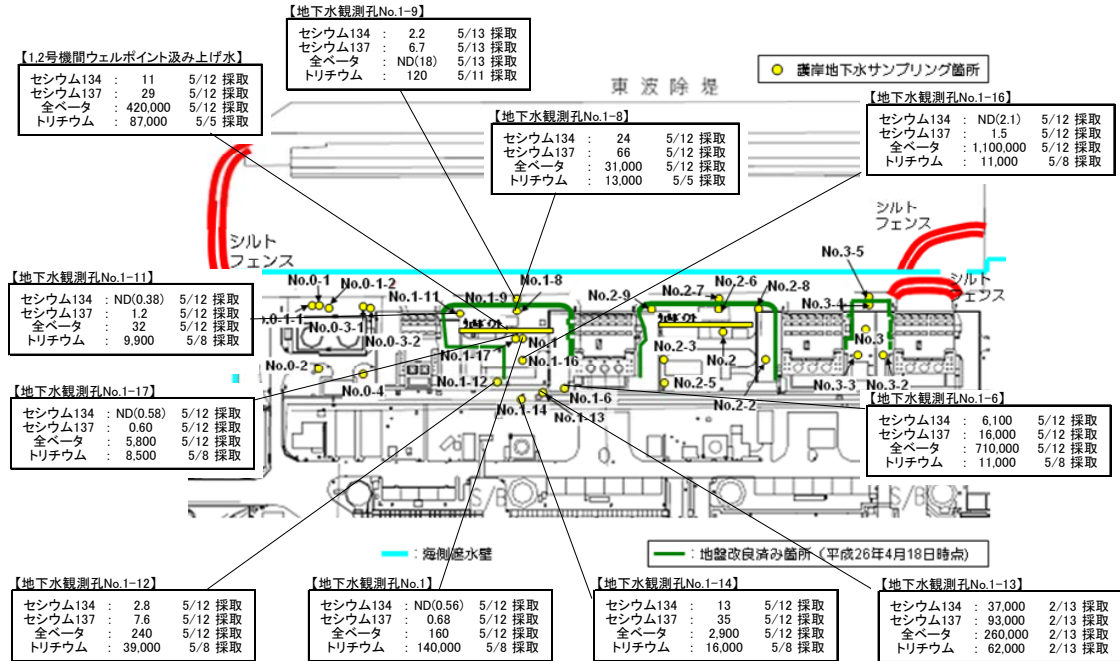 【地下水観測孔No.1-9】
セシウム134 : 2.2 5/13 採取
セシウム137 : 6.7 5/13 採取
全ベータ : ND(18) 5/13 採取
トリチウム : 120 5/11 採取
【1,2号機間ウェルポイント汲み上げ水】
セシウム134 : 11 5/12 採取
セシウム137 : 29 5/12 採取
全ベータ : 420,000 5/12 採取
トリチウム : 87,000 5/5 採取
東波除堤
護岸地下水サンプリング箇所
【地下水観測孔No.1-8】
セシウム134 : 24 5/12 採取
セシウム137 : 66 5/12 採取
全ベータ : 31,000 5/12 採取
トリチウム : 13,000 5/5 採取
【地下水観測孔No.1-16】
セシウム134 : ND(2.1) 5/12 採取
セシウム137 : 1.5 5/12 採取
全ベータ : 1,100,000 5/12 採取
トリチウム : 11,000 5/8 採取
シルト
フェンス
シルト
フェンス
シルト
フェンス
【地下水観測孔No.1-11】
セシウム134 : ND(0.38) 5/12 採取
セシウム137 : 1.2 5/12 採取
全ベータ : 32 5/12 採取
トリチウム : 9,900 5/8 採取
No.0-1
No.0-1-2
No.0-1-1
No.0-3-1
No.0-3-2
No.0-2
No.0-4
No.1-11
No.1-9
No.1-8
ウェルポイント
No.1
No.1-17
No.1-16
No.1-12
No.1-14
No.1-13
No.1-6
No.2-9
No.2-7
No.2-6
No.2-8
ウェルポイント
No.2
No.2-3
No.2-5
No.2-2
No.3-5
No.3-4
No.3
No.3-3
No.3-2
【地下水観測孔No.1-17】
セシウム134 : ND(0.58) 5/12 採取
セシウム137 : 0.60 5/12 採取
全ベータ : 5,800 5/12 採取
トリチウム : 8,500 5/8 採取
【地下水観測孔No.1-6】
セシウム134 : 6,100 5/12 採取
セシウム137 : 16,000 5/12 採取
全ベータ : 710,000 5/12 採取
トリチウム : 11,000 5/8 採取
S/B
S/B
: 海側遮水壁
: 地盤改良済み箇所（平成26年4月18日時点）
【地下水観測孔No.1-12】
セシウム134 : 2.8 5/12 採取
セシウム137 : 7.6 5/12 採取
全ベータ : 240 5/12 採取
トリチウム : 39,000 5/8 採取
【地下水観測孔No.1】
セシウム134 : ND(0.56) 5/12 採取
セシウム137 : 0.68 5/12 採取
全ベータ : 160 5/12 採取
トリチウム : 140,000 5/8 採取
【地下水観測孔No.1-14】
セシウム134 : 13 5/12 採取
セシウム137 : 35 5/12 採取
全ベータ : 2,900 5/12 採取
トリチウム : 16,000 5/8 採取
【地下水観測孔No.1-13】
セシウム134 : 37,000 2/13 採取
セシウム137 : 93,000 2/13 採取
全ベータ : 260,000 2/13 採取
トリチウム : 62,000 2/13 採取